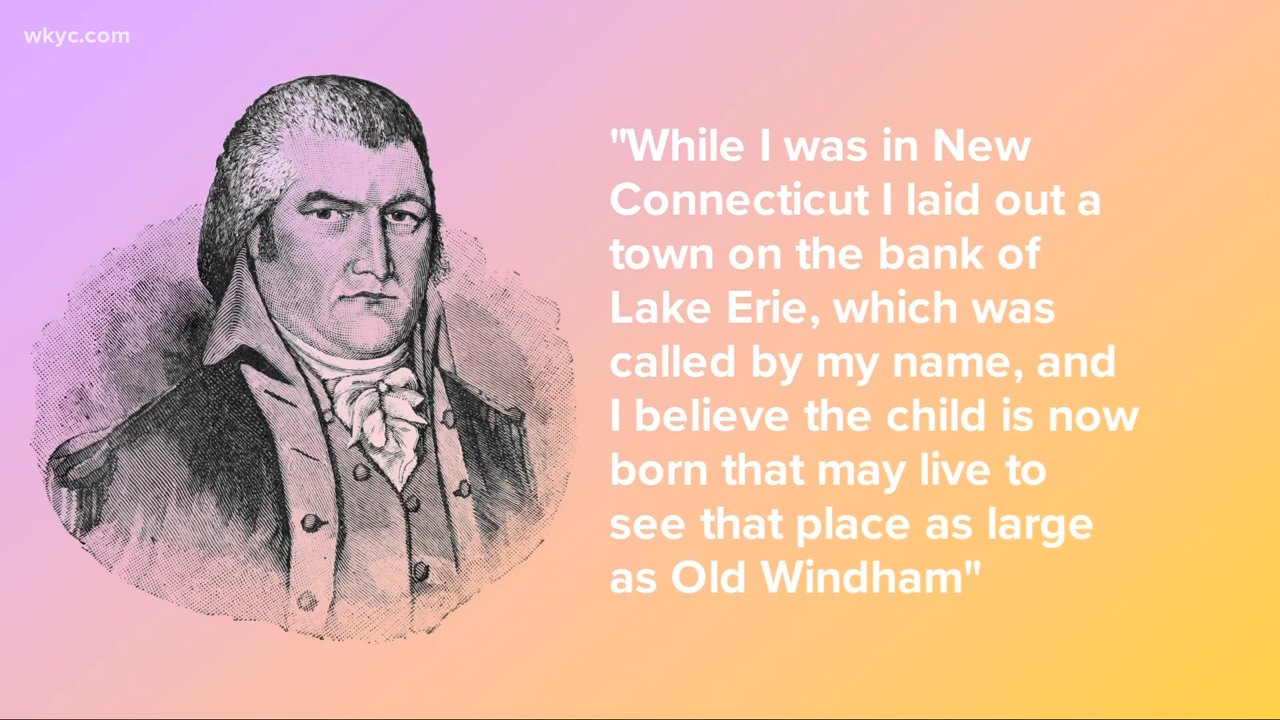 wkyc.com
"While I was in New
Connecticut I laid out a
town on the bank of
Lake Erie, which was
called by my name, and
I believe the child is now
born that may live to
see that place as large
as Old Windham"